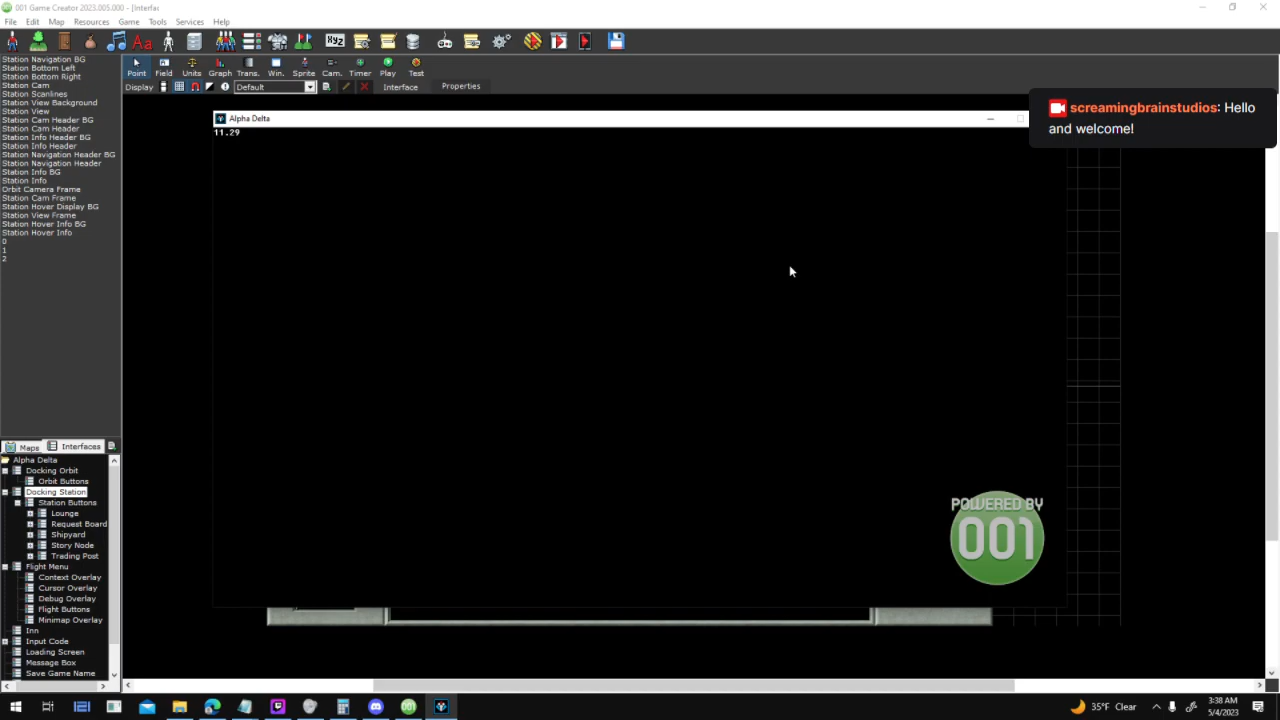 001 Game Creator 2023.005.000 - [Interfac
File Edit Map Resources Game Tools Services Help
Point Field Units Graph Trans. Win. Sprite Cam. Timer Play Test
Display Default Interface Properties
Station Navigation BG
Station Bottom Left
Station Bottom Right
Station Cam
Station Scanlines
Station View Background
Station View
Station Cam Header BG
Station Cam Header
Station Info Header BG
Station Info Header
Station Navigation Header BG
Station Navigation Header
Station Info BG
Station Info
Orbit Camera Frame
Station Cam Frame
Station Hover Display BG
Station View Frame
Station Hover Info BG
Station Hover Info
0
1
2
Alpha Delta
11.29
screamingbrainstudios: Hello
and welcome!
POWERED BY
001
Maps Interfaces
Alpha Delta
Docking Orbit
Orbit Buttons
Docking Station
Station Buttons
Lounge
Request Board
Shipyard
Story Node
Trading Post
Flight Menu
Context Overlay
Cursor Overlay
Debug Overlay
Flight Buttons
Minimap Overlay
Inn
Input Code
Loading Screen
Message Box
Save Game Name
35°F Clear
3:38 AM
5/4/2023